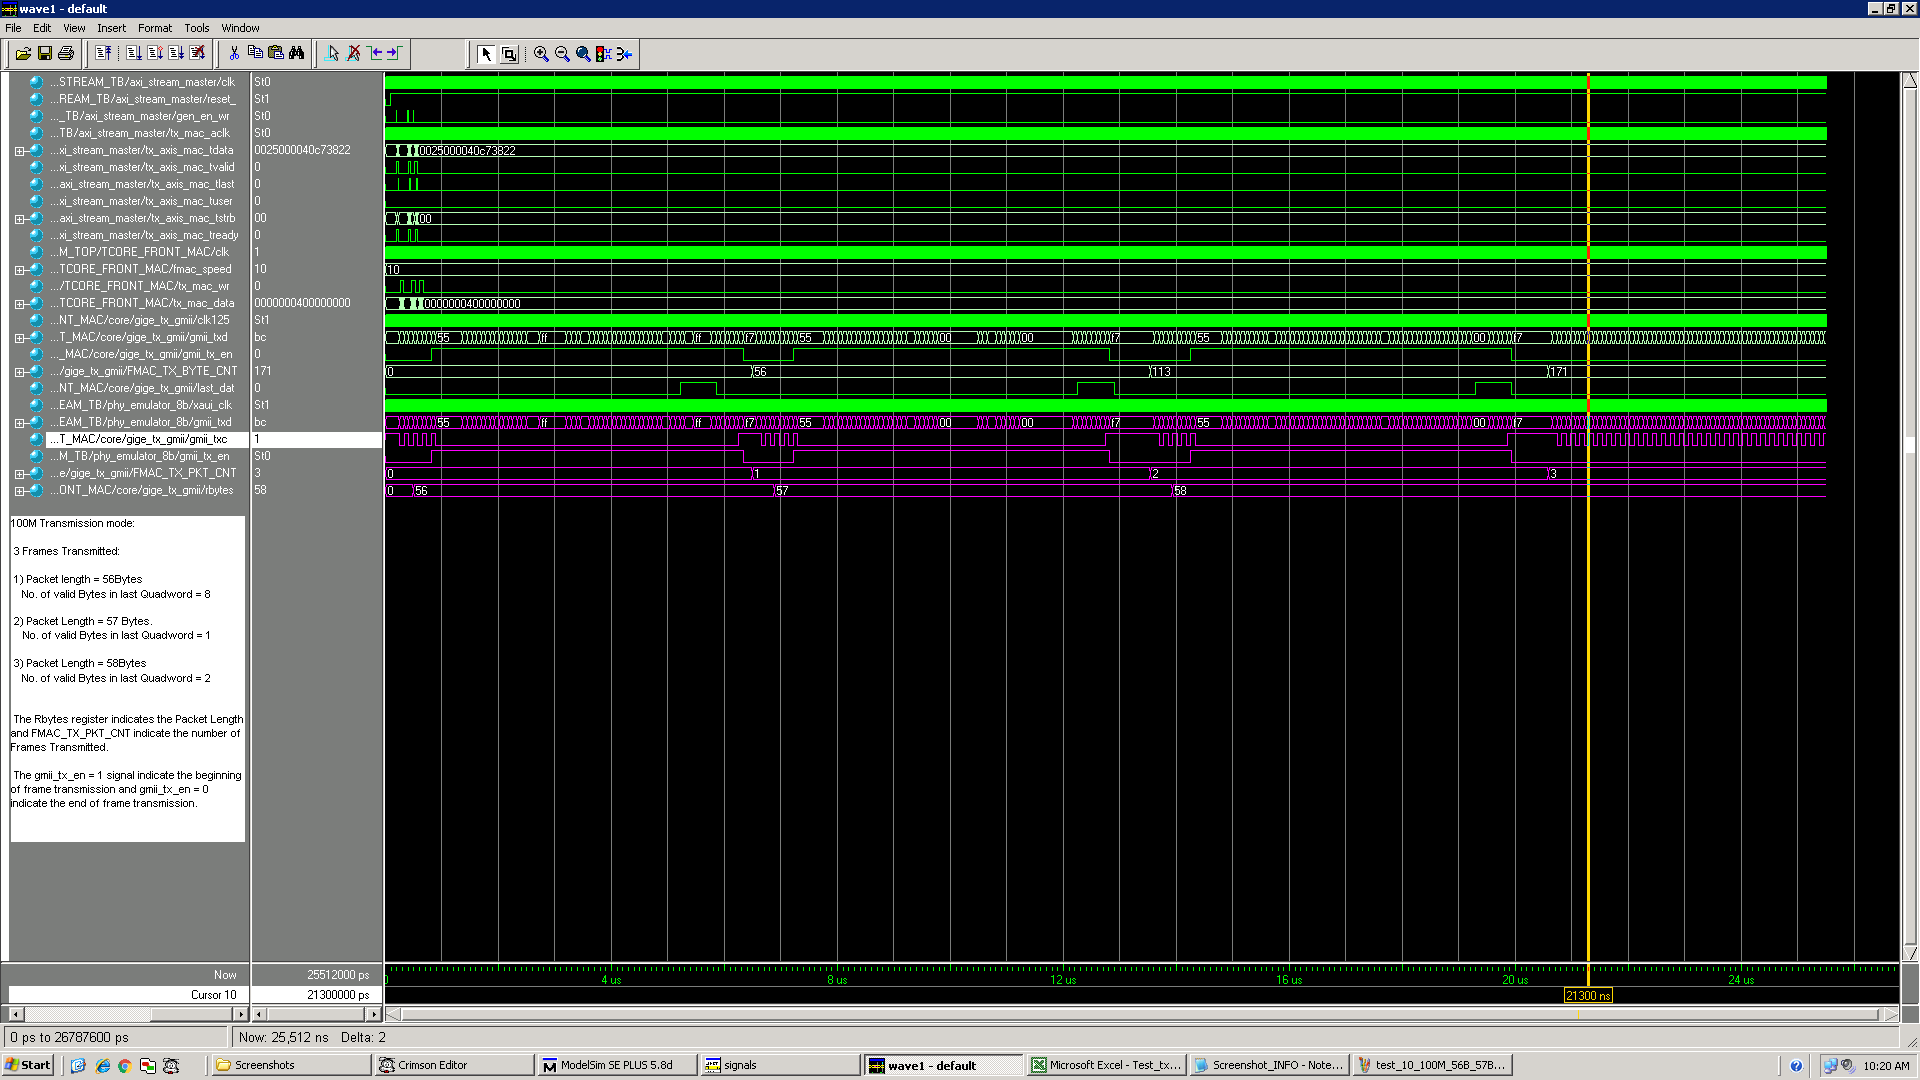 wave1 - default
File Edit View Insert Format Tools Window
...STREAM_TB/axi_stream_master/clk St0
...REAM_TB/axi_stream_master/reset_ St1
..._TB/axi_stream_master/gen_en_wr St0
...TB/axi_stream_master/tx_mac_aclk St0
...xi_stream_master/tx_axis_mac_tdata 0025000040c73822 0025000040c73822
...xi_stream_master/tx_axis_mac_tvalid 0
...axi_stream_master/tx_axis_mac_tlast 0
...xi_stream_master/tx_axis_mac_tuser 0
...axi_stream_master/tx_axis_mac_tstrb 00 00
...xi_stream_master/tx_axis_mac_tready 0
...M_TOP/TCORE_FRONT_MAC/clk 1
...TCORE_FRONT_MAC/fmac_speed 10 10
.../TCORE_FRONT_MAC/tx_mac_wr 0
...TCORE_FRONT_MAC/tx_mac_data 0000000400000000 0000000400000000
...NT_MAC/core/gige_tx_gmii/clk125 St1
...T_MAC/core/gige_tx_gmii/gmii_txd bc 55 ff ff f7 55 00 00 f7 55 00 f7
..._MAC/core/gige_tx_gmii/gmii_tx_en 0
.../gige_tx_gmii/FMAC_TX_BYTE_CNT 171 0 56 113 171
...NT_MAC/core/gige_tx_gmii/last_dat 0
...EAM_TB/phy_emulator_8b/xaui_clk St1
...EAM_TB/phy_emulator_8b/gmii_txd bc 55 ff ff f7 55 00 00 f7 55 00 f7
...T_MAC/core/gige_tx_gmii/gmii_txc 1
...M_TB/phy_emulator_8b/gmii_tx_en St0
...e/gige_tx_gmii/FMAC_TX_PKT_CNT 3 0 1 2 3
...ONT_MAC/core/gige_tx_gmii/rbytes 58 0 56 57 58
100M Transmission mode:
3 Frames Transmitted:
1) Packet length = 56Bytes
No. of valid Bytes in last Quadword = 8
2) Packet Length = 57 Bytes.
No. of valid Bytes in last Quadword = 1
3) Packet Length = 58Bytes
No. of valid Bytes in last Quadword = 2
The Rbytes register indicates the Packet Length
and FMAC_TX_PKT_CNT indicate the number of
Frames Transmitted.
The gmii_tx_en = 1 signal indicate the beginning
of frame transmission and gmii_tx_en = 0
indicate the end of frame transmission.
Now 25512000 ps 4 us 8 us 12 us 16 us 20 us 24 us
Cursor 10 21300000 ps 21300 ns
0 ps to 26787600 ps Now: 25,512 ns Delta: 2
Start Screenshots Crimson Editor ModelSim SE PLUS 5.8d signals wave1 - default Microsoft Excel - Test_tx... Screenshot_INFO - Note... test_10_100M_56B_57B... 10:20 AM